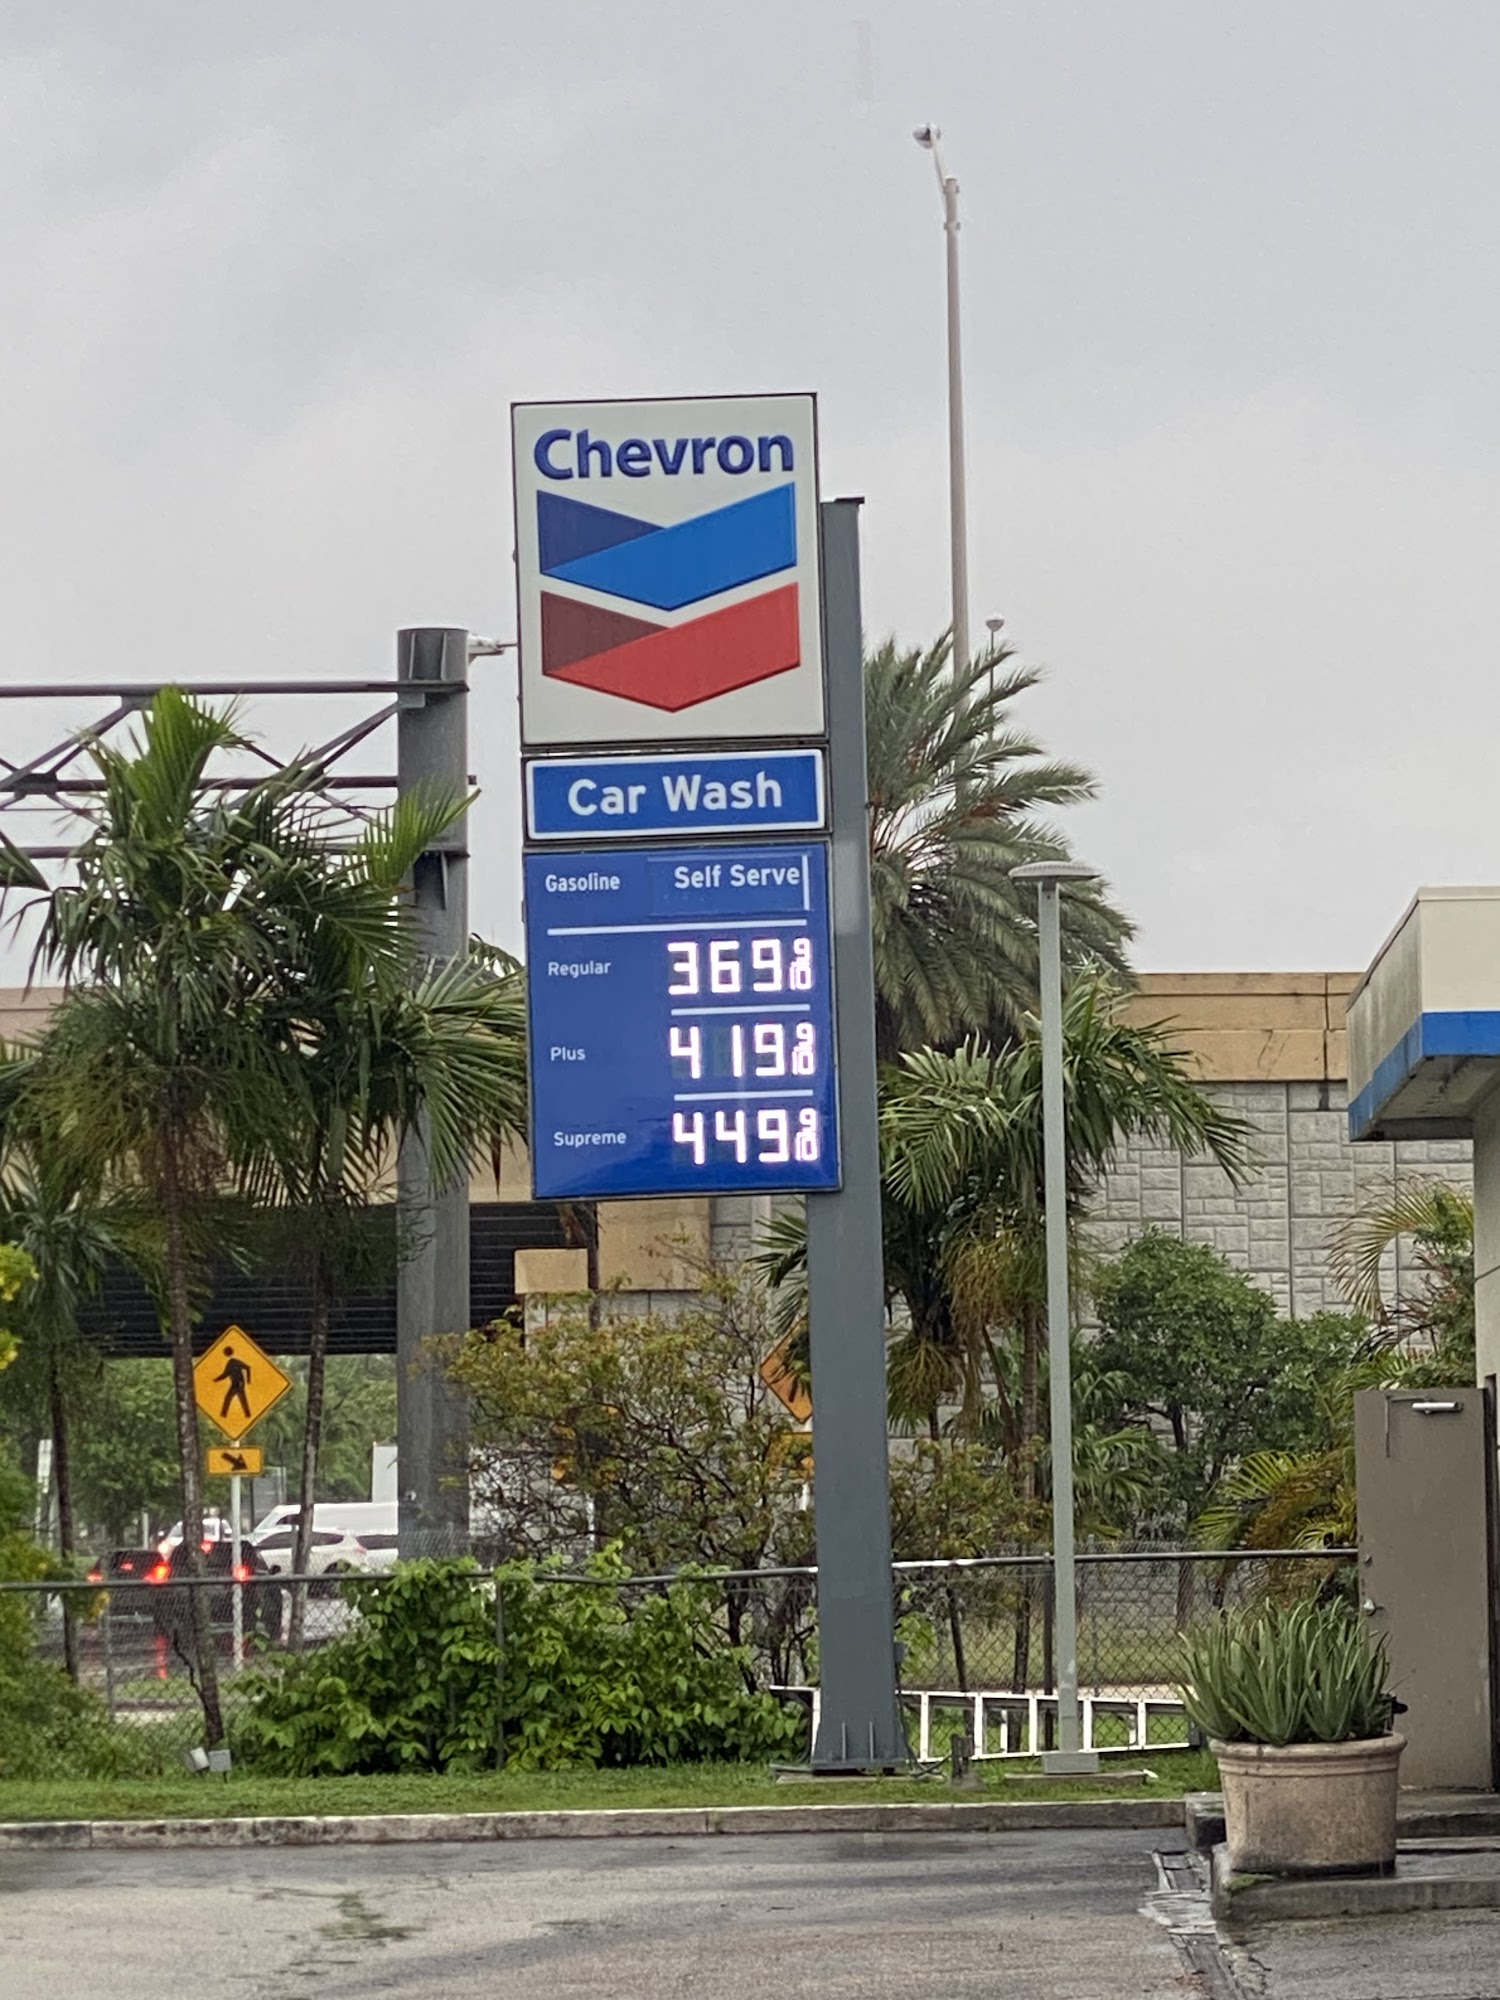 Chevron
Car Wash
Gasoline Self Serve
Regular 369 9/10
Plus 419 9/10
Supreme 449 9/10